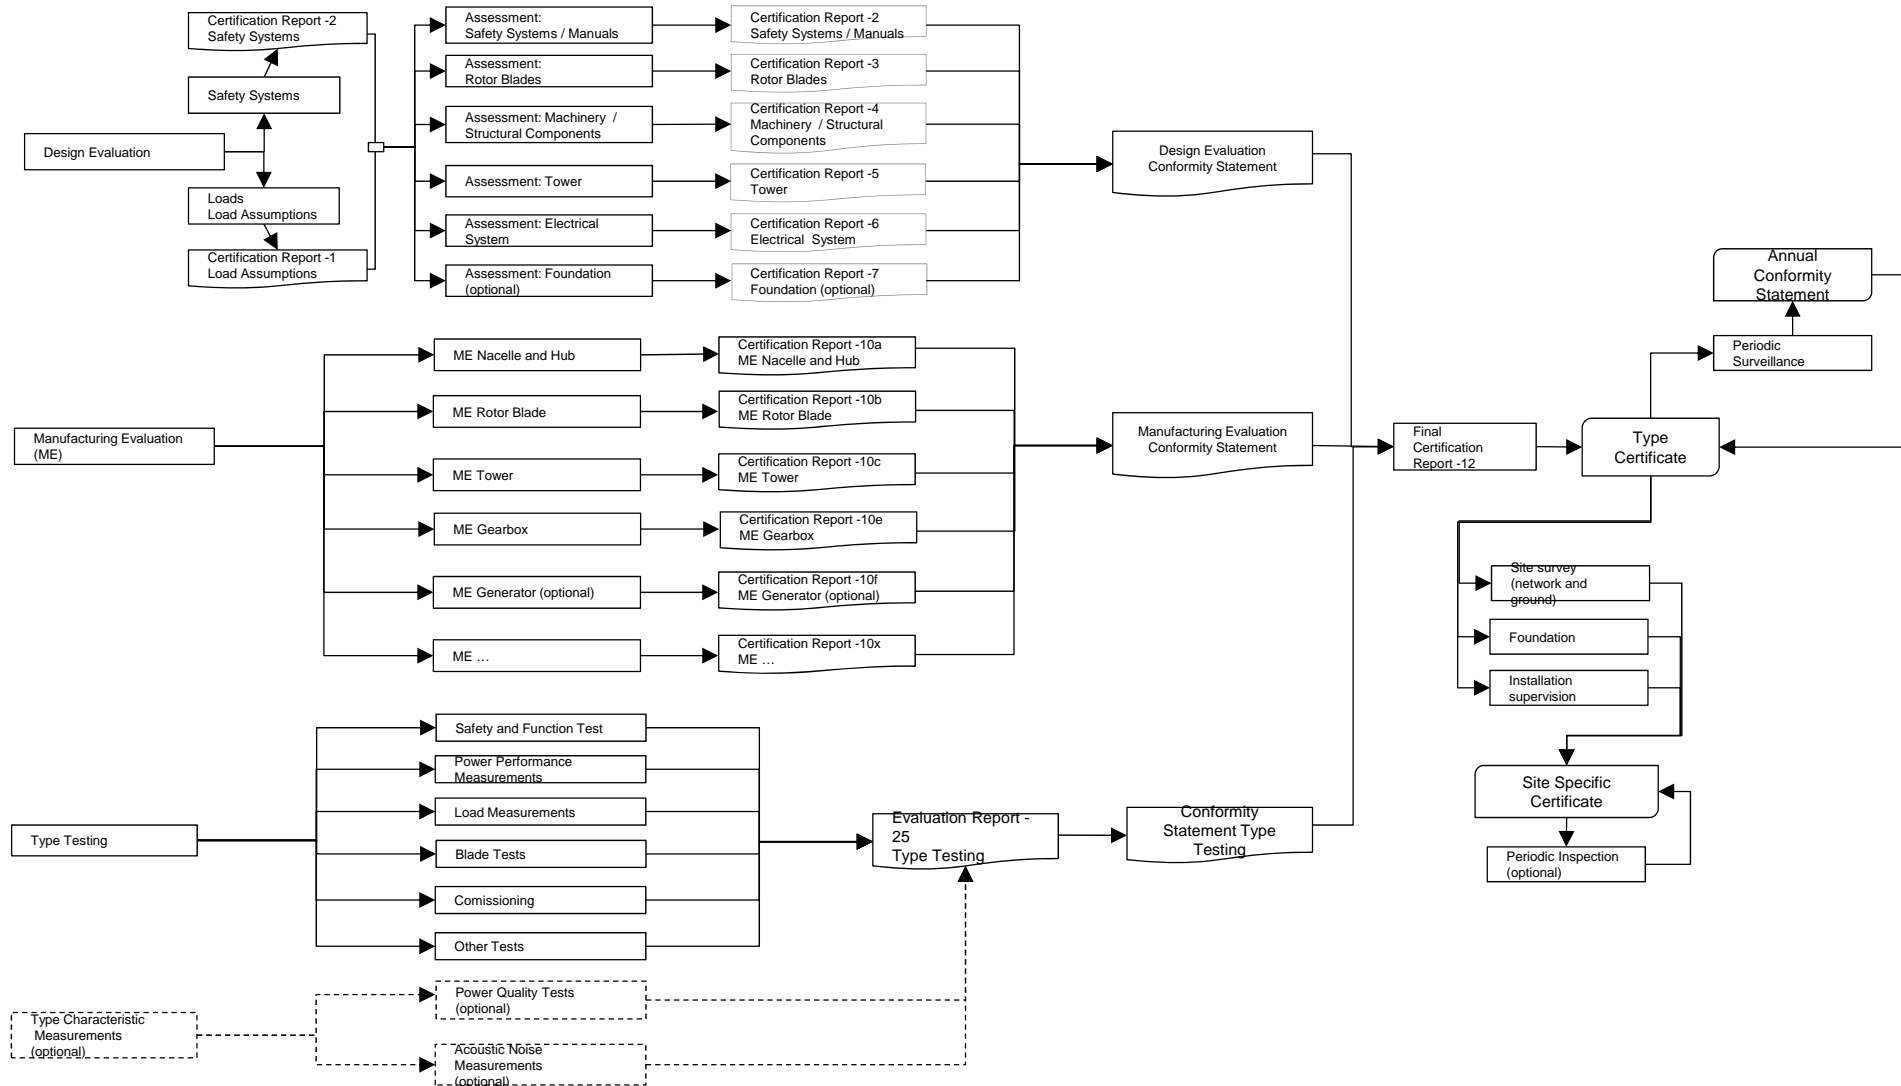 Certification Report -2
Safety Systems
Safety Systems
Design Evaluation
Loads
Load Assumptions
Certification Report -1
Load Assumptions
Assessment:
Safety Systems / Manuals
Certification Report -2
Safety Systems / Manuals
Assessment:
Rotor Blades
Certification Report -3
Rotor Blades
Assessment: Machinery /
Structural Components
Certification Report -4
Machinery / Structural
Components
Assessment: Tower
Certification Report -5
Tower
Assessment: Electrical
System
Certification Report -6
Electrical System
Assessment: Foundation
(optional)
Certification Report -7
Foundation (optional)
Design Evaluation
Conformity Statement
Manufacturing Evaluation
(ME)
ME Nacelle and Hub
Certification Report -10a
ME Nacelle and Hub
ME Rotor Blade
Certification Report -10b
ME Rotor Blade
ME Tower
Certification Report -10c
ME Tower
ME Gearbox
Certification Report -10e
ME Gearbox
ME Generator (optional)
Certification Report -10f
ME Generator (optional)
ME …
Certification Report -10x
ME …
Manufacturing Evaluation
Conformity Statement
Type Testing
Safety and Function Test
Power Performance
Measurements
Load Measurements
Blade Tests
Comissioning
Other Tests
Type Characteristic
Measurements
(optional)
Power Quality Tests
(optional)
Acoustic Noise
Measurements
(optional)
Evaluation Report -
25
Type Testing
Conformity
Statement Type
Testing
Final
Certification
Report -12
Type
Certificate
Annual
Conformity
Statement
Periodic
Surveillance
Site survey
(network and
ground)
Foundation
Installation
supervision
Site Specific
Certificate
Periodic Inspection
(optional)